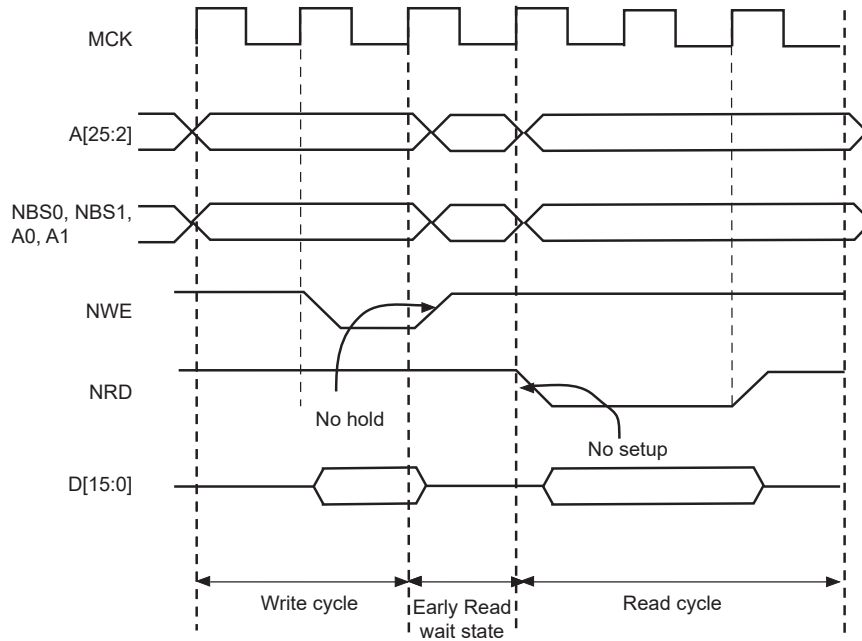 MCK
A[25:2]
NBS0, NBS1,
A0, A1
NWE
NRD
No hold
No setup
D[15:0]
Write cycle
Early Read
wait state
Read cycle